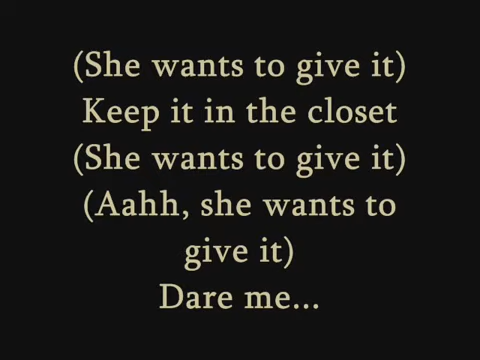 (She wants to give it)
Keep it in the closet
(She wants to give it)
(Aahh, she wants to
give it)
Dare me...